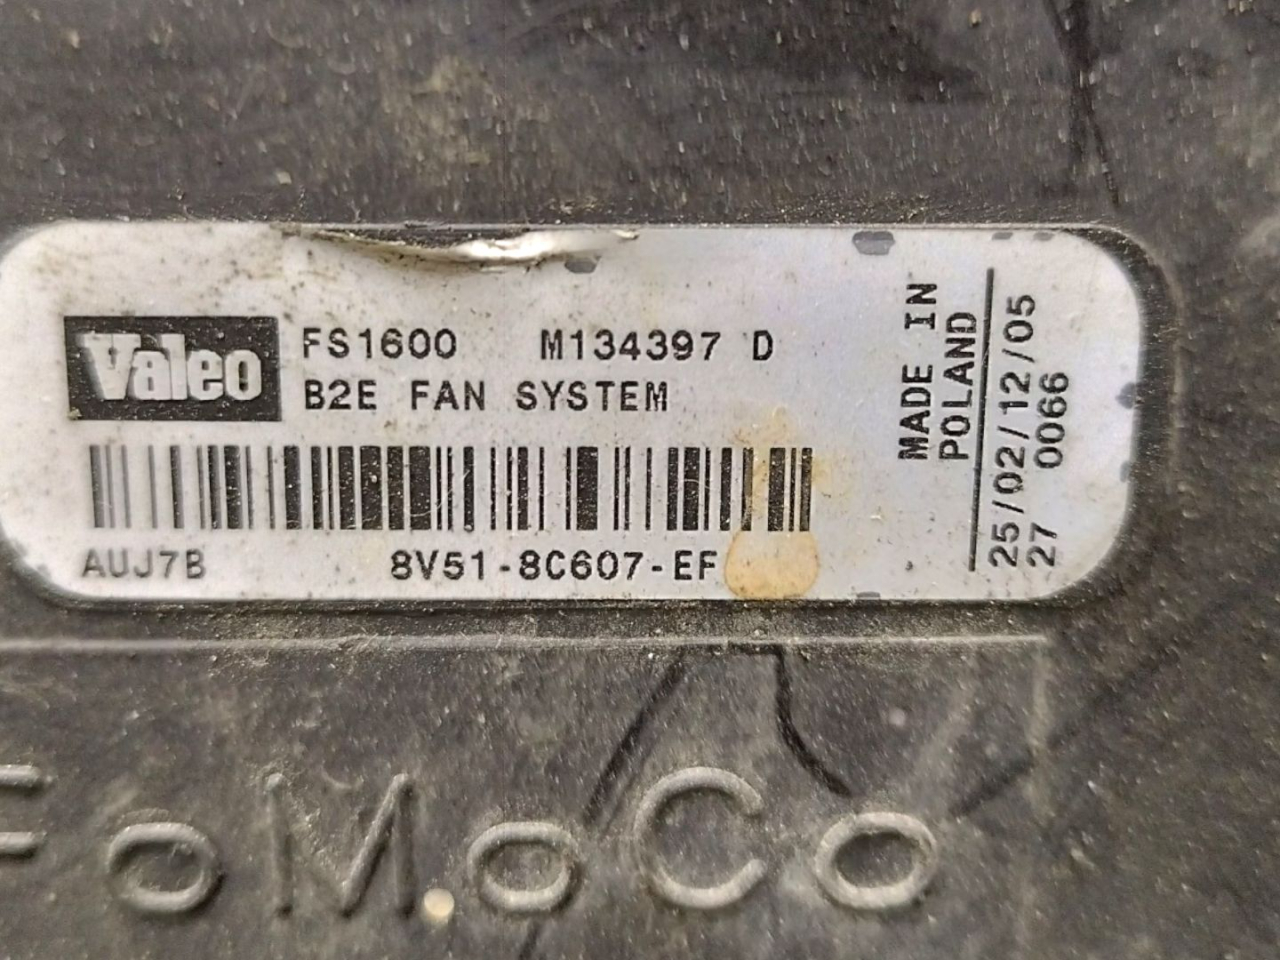 Valeo
FS1600 M134397 D
B2E FAN SYSTEM
AUJ7B 8V51-8C607-EF
MADE IN
POLAND
25/02/12/05
27 0066
FoMoCo